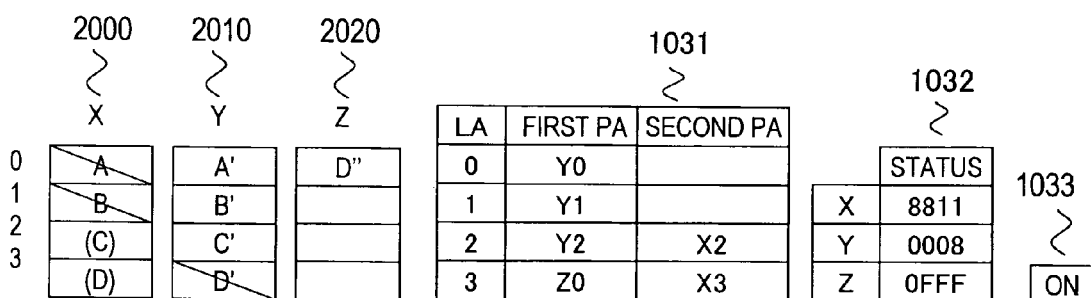 2000 2010 2020
1031
1032
X Y Z
LA FIRST PA SECOND PA
0 A A' D" 0 Y0 STATUS
1033
1 B B' 1 Y1 X 8811
2 (C) C' 2 Y2 X2 Y 0008
3 (D) D' 3 Z0 X3 Z 0FFF ON